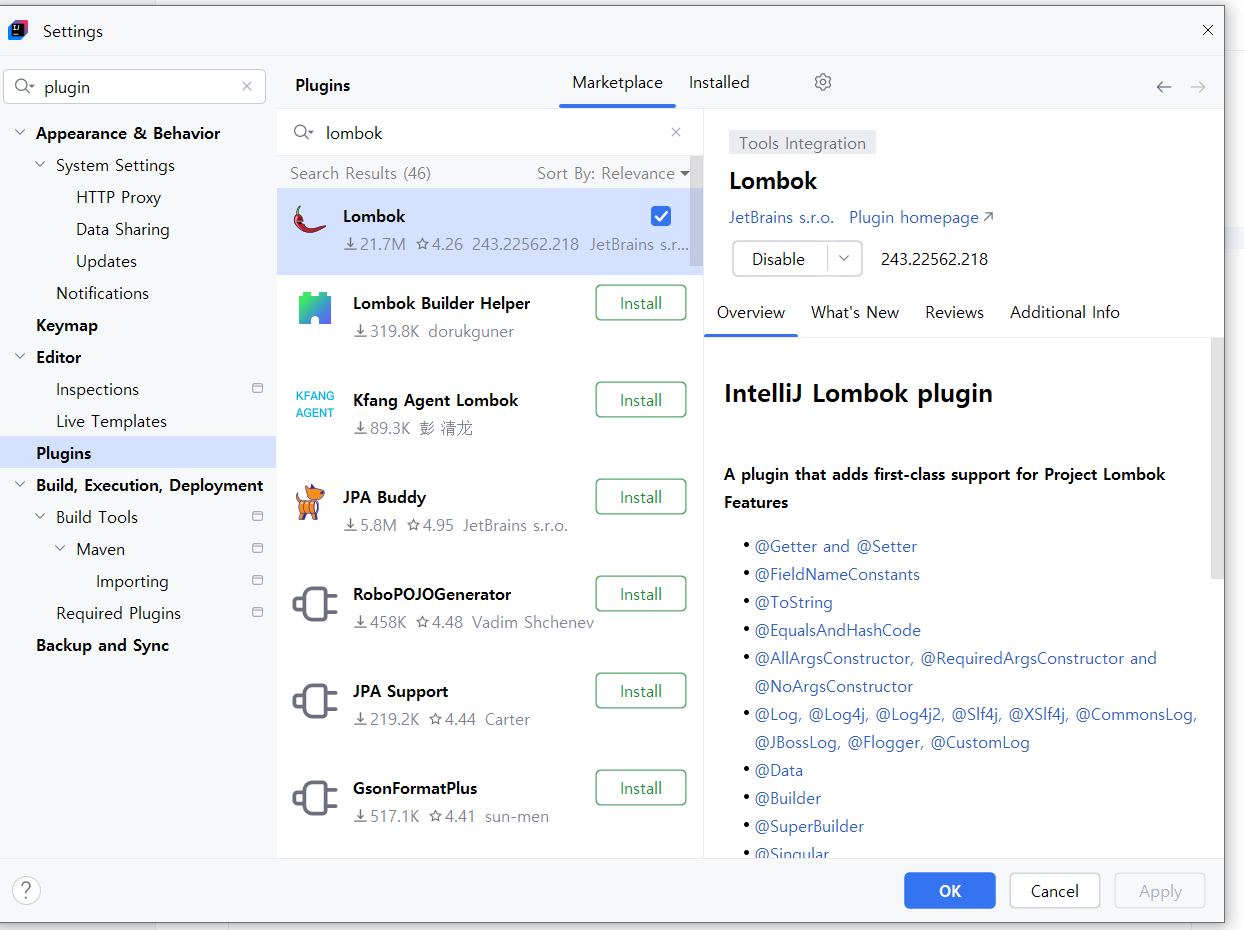 Settings
plugin
Plugins
Marketplace
Installed
Appearance & Behavior
System Settings
HTTP Proxy
Data Sharing
Updates
Notifications
Keymap
Editor
Inspections
Live Templates
Plugins
Build, Execution, Deployment
Build Tools
Maven
Importing
Required Plugins
Backup and Sync
lombok
Search Results (46) Sort By: Relevance
Lombok
21.7M 4.26 243.22562.218 JetBrains s.r...
Lombok Builder Helper Install
319.8K dorukguner
KFANG
AGENT
Kfang Agent Lombok Install
89.3K 彭 清龙
JPA Buddy Install
5.8M 4.95 JetBrains s.r.o.
RoboPOJOGenerator Install
458K 4.48 Vadim Shchenev
JPA Support Install
219.2K 4.44 Carter
GsonFormatPlus Install
517.1K 4.41 sun-men
Tools Integration
Lombok
JetBrains s.r.o. Plugin homepage
Disable 243.22562.218
Overview What's New Reviews Additional Info
IntelliJ Lombok plugin
A plugin that adds first-class support for Project Lombok
Features
• @Getter and @Setter
• @FieldNameConstants
• @ToString
• @EqualsAndHashCode
• @AllArgsConstructor, @RequiredArgsConstructor and
@NoArgsConstructor
• @Log, @Log4j, @Log4j2, @Slf4j, @XSlf4j, @CommonsLog,
@JBossLog, @Flogger, @CustomLog
• @Data
• @Builder
• @SuperBuilder
• @Singular
? OK Cancel Apply